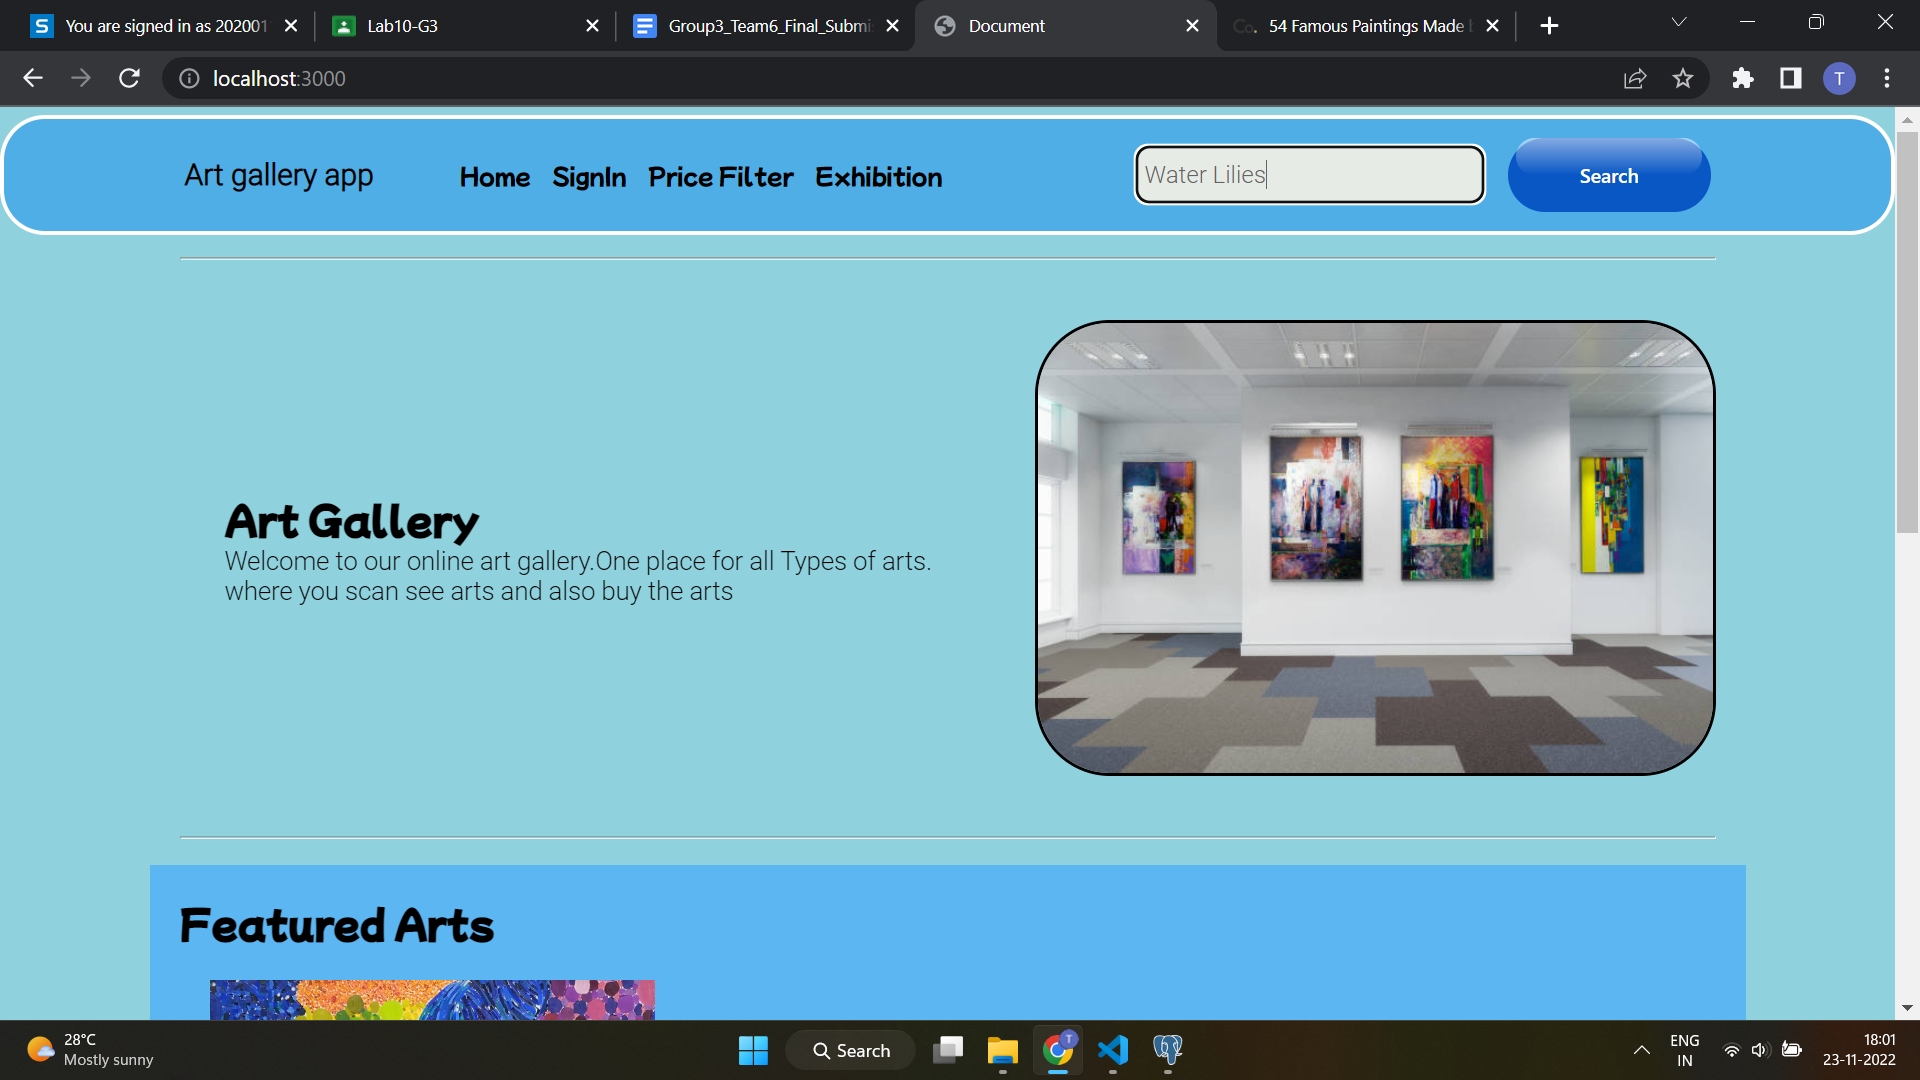 You are signed in as 202001
Lab10-G3
Group3_Team6_Final_Submi
Document
54 Famous Paintings Made
localhost:3000
T
Art gallery app
Home SignIn Price Filter Exhibition
Water Lilies
Search
Art Gallery
Welcome to our online art gallery.One place for all Types of arts.
where you scan see arts and also buy the arts
Featured Arts
28°C
Mostly sunny
Search
T
ENG
IN
18:01
23-11-2022